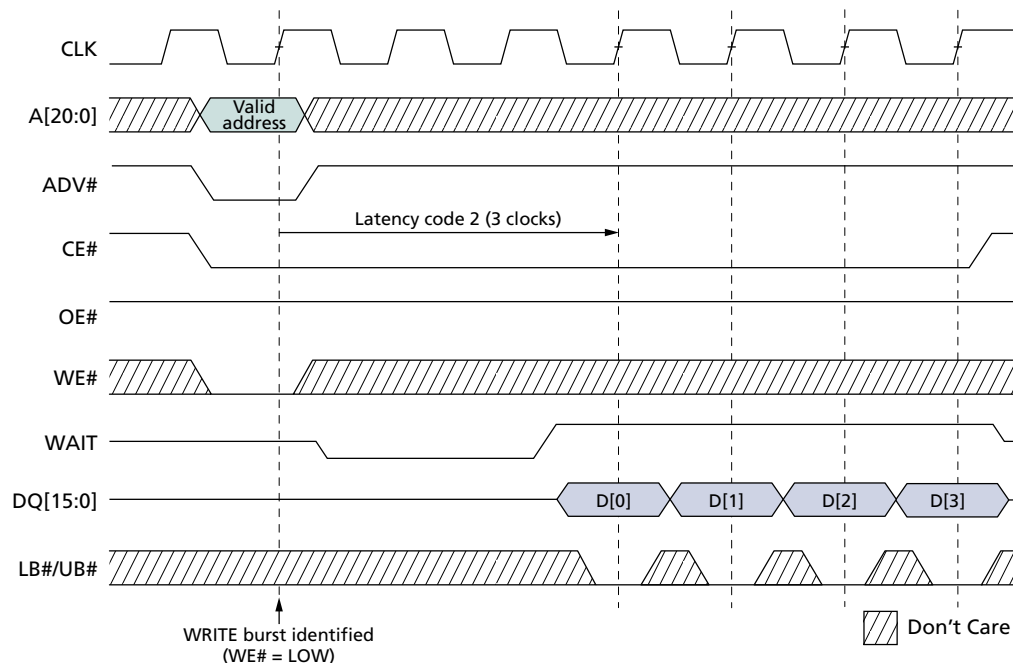 CLK
A[20:0]
Valid
address
ADV#
Latency code 2 (3 clocks)
CE#
OE#
WE#
WAIT
DQ[15:0]
D[0]
D[1]
D[2]
D[3]
LB#/UB#
WRITE burst identified
(WE# = LOW)
Don't Care